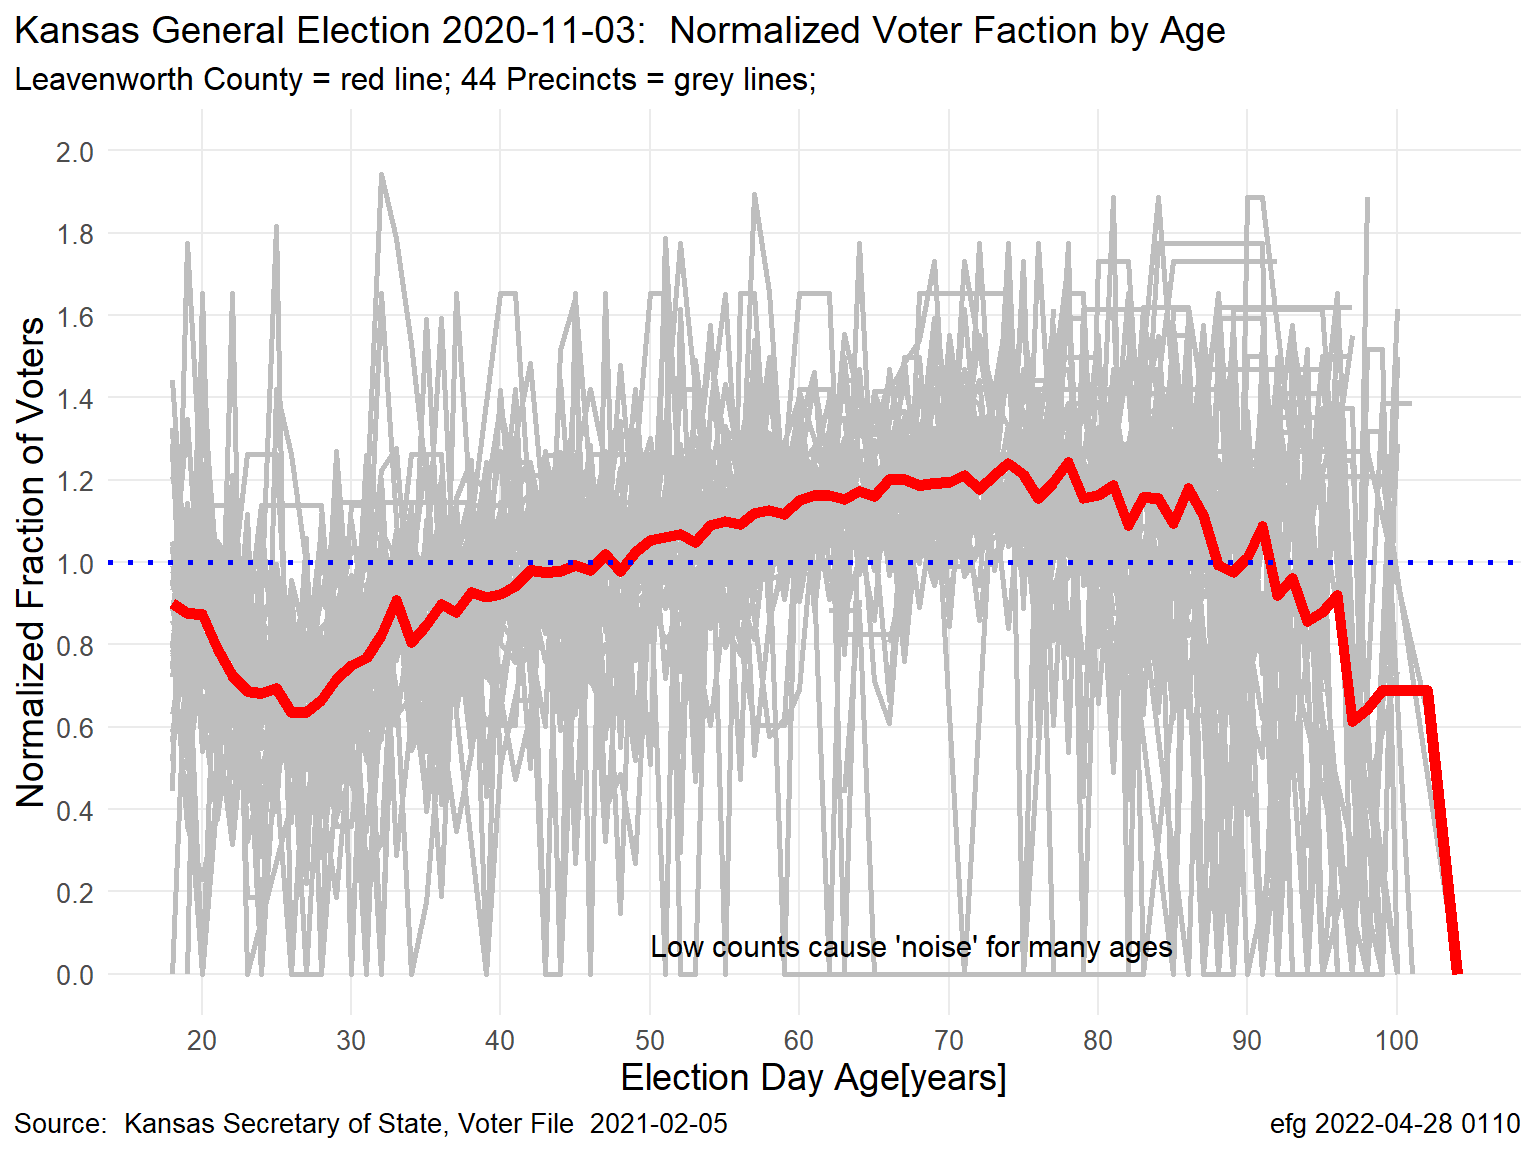 Kansas General Election 2020-11-03:  Normalized Voter Faction by Age
Leavenworth County = red line; 44 Precincts = grey lines;
Normalized Fraction of Voters
2.0
1.8
1.6
1.4
1.2
1.0
0.8
0.6
0.4
0.2
0.0
Low counts cause 'noise' for many ages
20 30 40 50 60 70 80 90 100
Election Day Age[years]
Source:  Kansas Secretary of State, Voter File  2021-02-05
efg 2022-04-28 0110